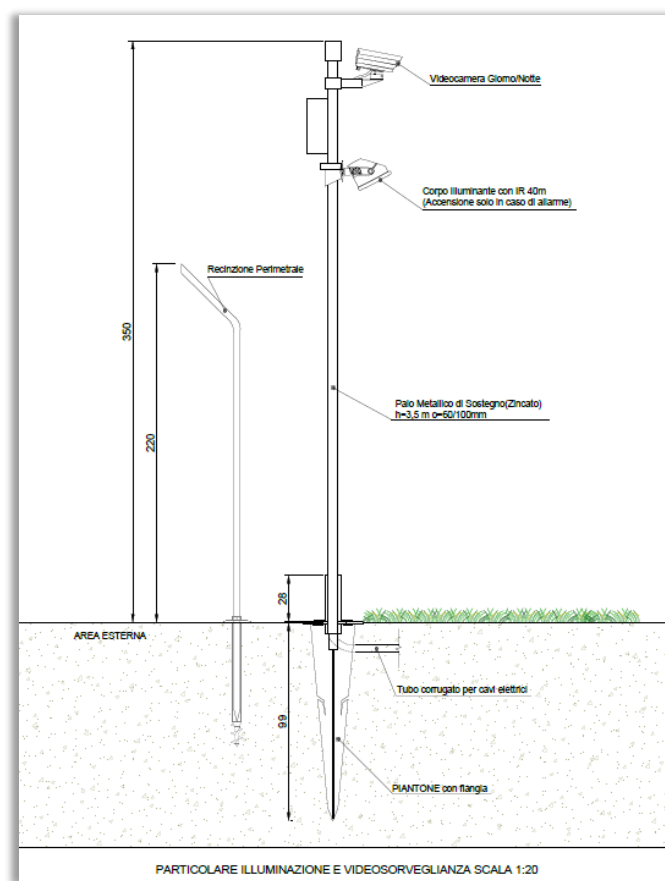 Videocamera Giorno/Notte
Corpo Illuminante con IR 40m
(Accensione solo in caso di allarme)
Recinzione Perimetrale
350
220
Palo Metallico di Sostegno(Zincato)
h=3,5 m o=60/100mm
28
AREA ESTERNA
Tubo corrugato per cavi elettrici
99
PIANTONE con flangia
PARTICOLARE ILLUMINAZIONE E VIDEOSORVEGLIANZA SCALA 1:20